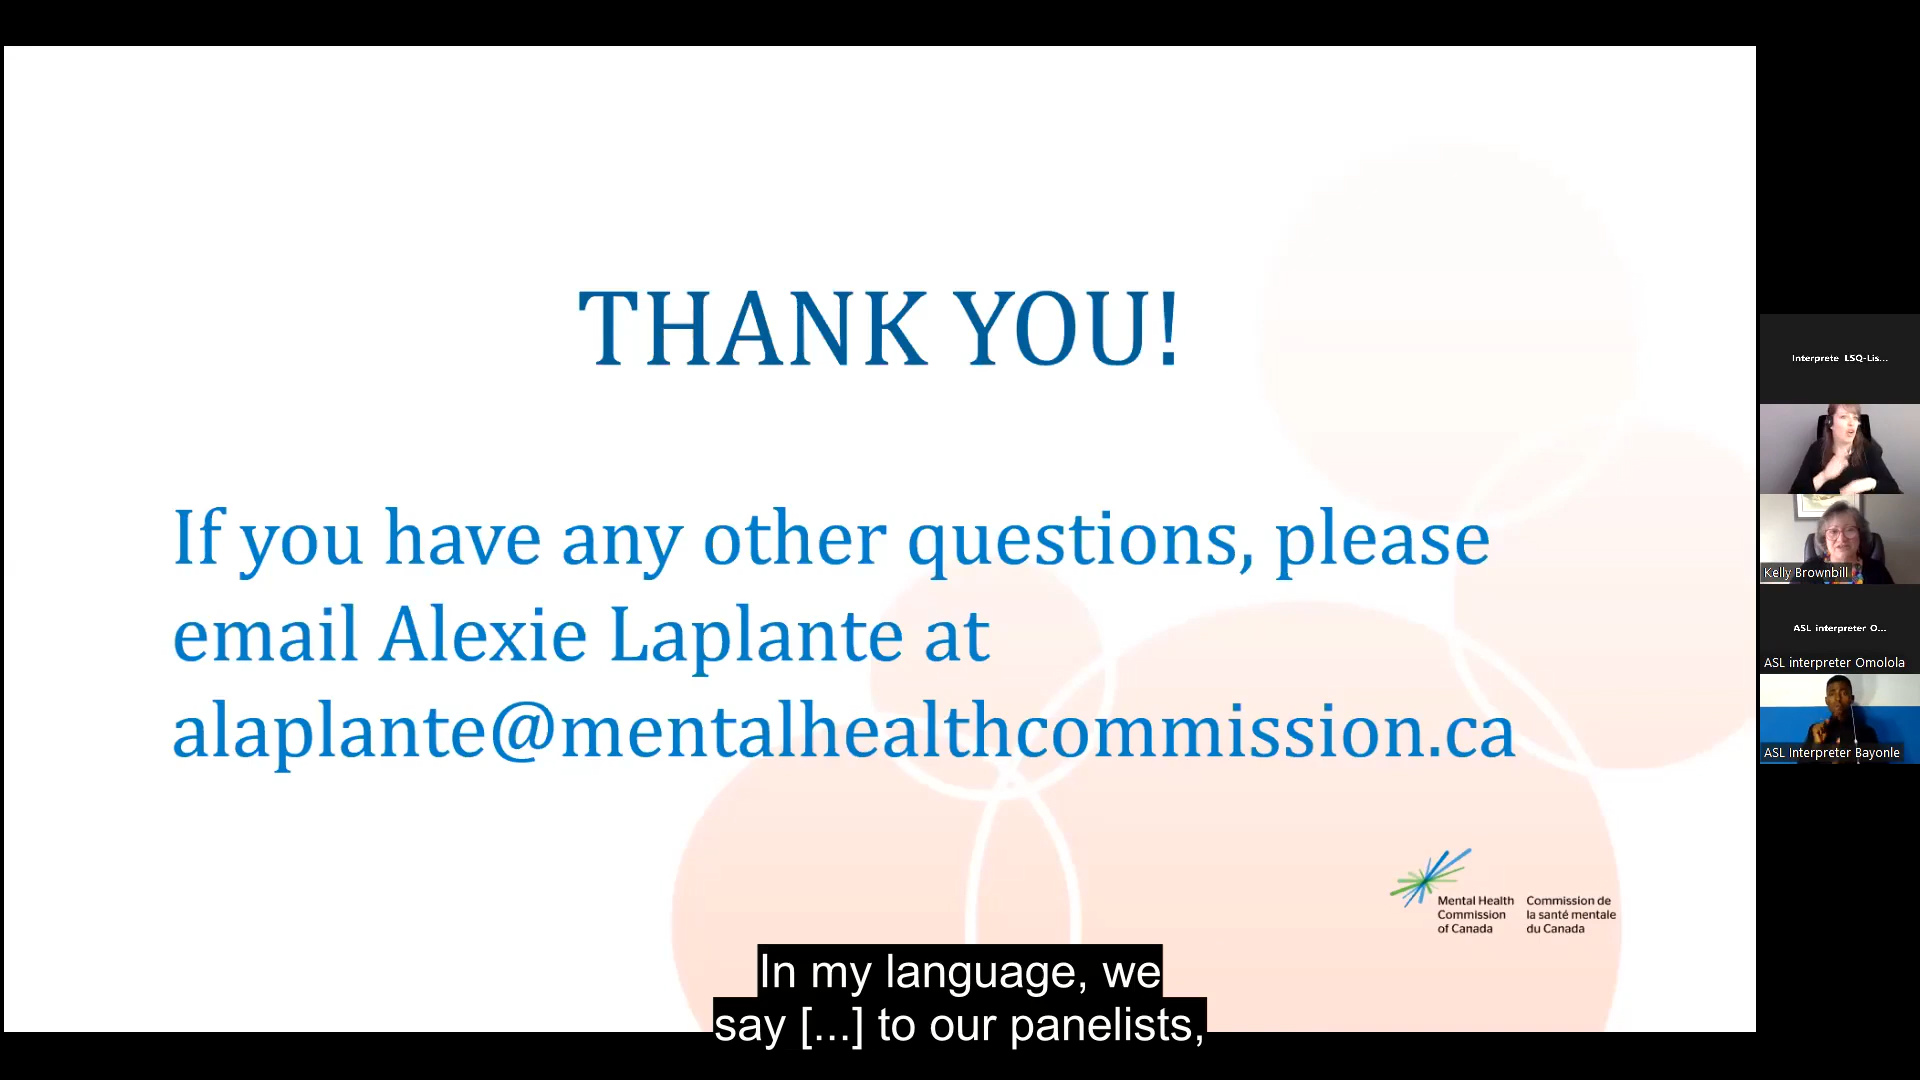 THANK YOU!
If you have any other questions, please
email Alexie Laplante at
alaplante@mentalhealthcommission.ca
Mental Health
Commission
of Canada
Commission de
la santé mentale
du Canada
In my language, we
say [...] to our panelists,
Interprete LSQ-Lis...
Kelly Brownbill
ASL interpreter O...
ASL interpreter Omolola
ASL Interpreter Bayonle